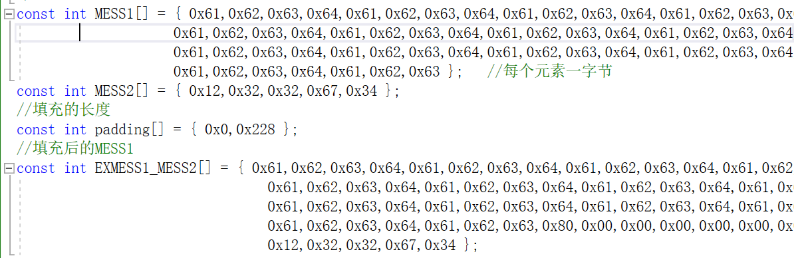 const int MESS1[] = { 0x61,0x62,0x63,0x64,0x61,0x62,0x63,0x64,0x61,0x62,0x63,0x64,0x61,0x62,0x63,0x
0x61,0x62,0x63,0x64,0x61,0x62,0x63,0x64,0x61,0x62,0x63,0x64,0x61,0x62,0x63,0x64
0x61,0x62,0x63,0x64,0x61,0x62,0x63,0x64,0x61,0x62,0x63,0x64,0x61,0x62,0x63,0x64
0x61,0x62,0x63,0x64,0x61,0x62,0x63 }; //每个元素一字节
const int MESS2[] = { 0x12,0x32,0x32,0x67,0x34 };
//填充的长度
const int padding[] = { 0x0,0x228 };
//填充后的MESS1
const int EXMESS1_MESS2[] = { 0x61,0x62,0x63,0x64,0x61,0x62,0x63,0x64,0x61,0x62,0x63,0x64,0x61,0x62
0x61,0x62,0x63,0x64,0x61,0x62,0x63,0x64,0x61,0x62,0x63,0x64,0x61,0x
0x61,0x62,0x63,0x64,0x61,0x62,0x63,0x64,0x61,0x62,0x63,0x64,0x61,0x
0x61,0x62,0x63,0x64,0x61,0x62,0x63,0x80,0x00,0x00,0x00,0x00,0x00,0x
0x12,0x32,0x32,0x67,0x34 };